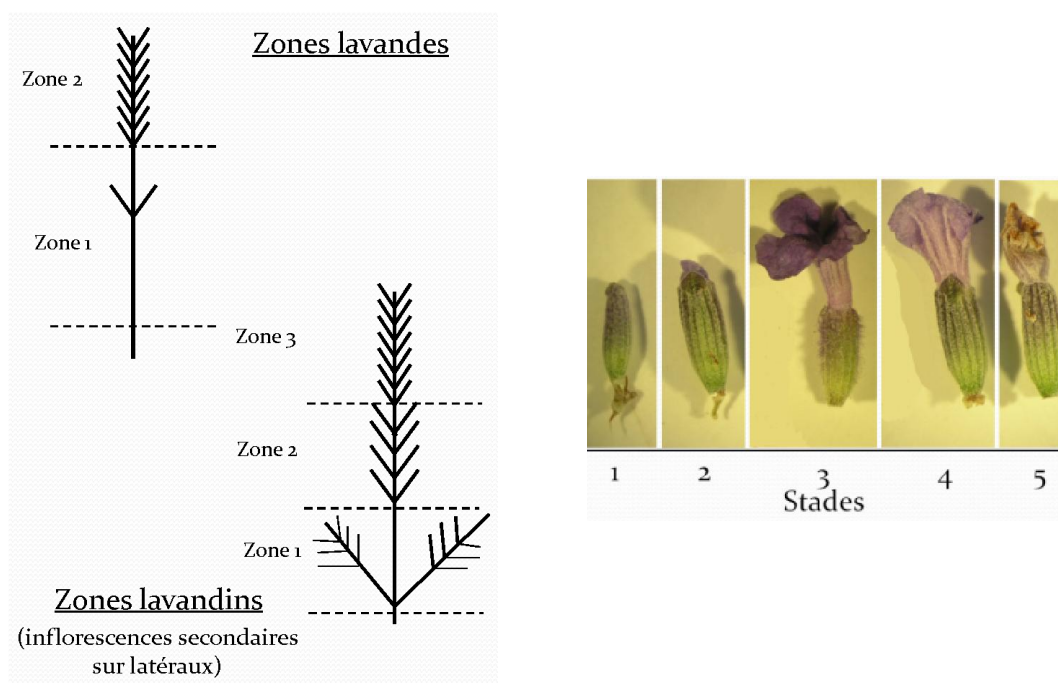 Zones lavandes
Zone 2
Zone 1
Zone 3
Zone 2
Zone 1
Zones lavandins
(inflorescences secondaires
sur latéraux)
1 2 3 4 5
Stades